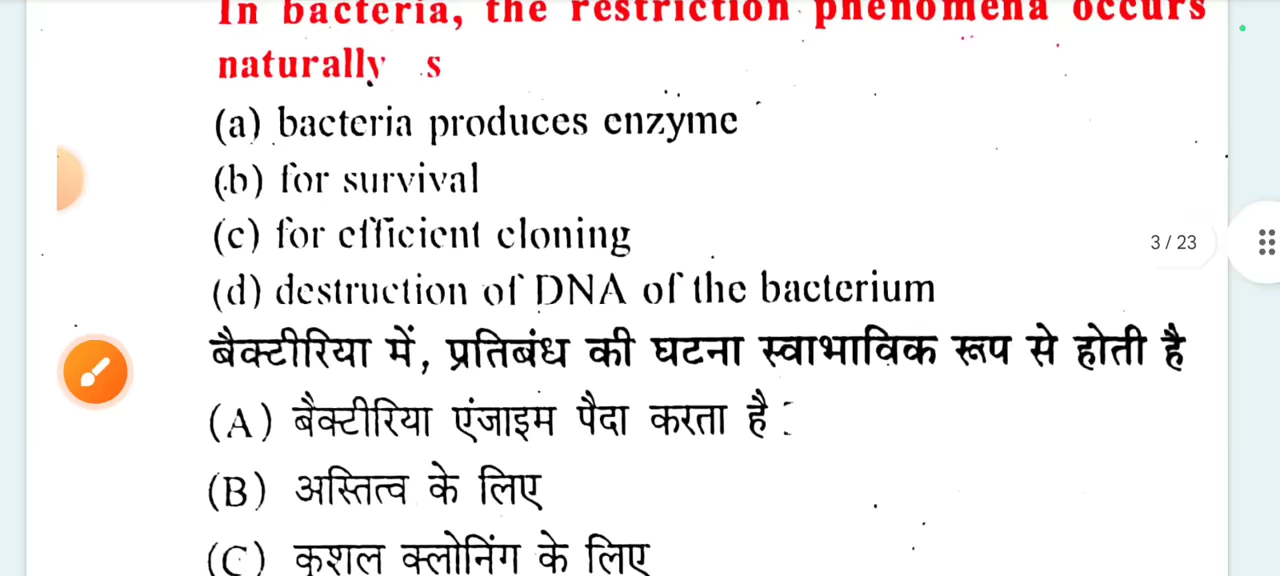 In bacteria, the restriction phenomena occurs
naturally s
(a) bacteria produces enzyme
(b) for survival
(c) for efficient cloning
3 / 23
(d) destruction of DNA of the bacterium
बैक्टीरिया में, प्रतिबंध की घटना स्वाभाविक रूप से होती है
(A) बैक्टीरिया एंजाइम पैदा करता है :
(B) अस्तित्व के लिए
(C) कुशल क्लोनिंग के लिए